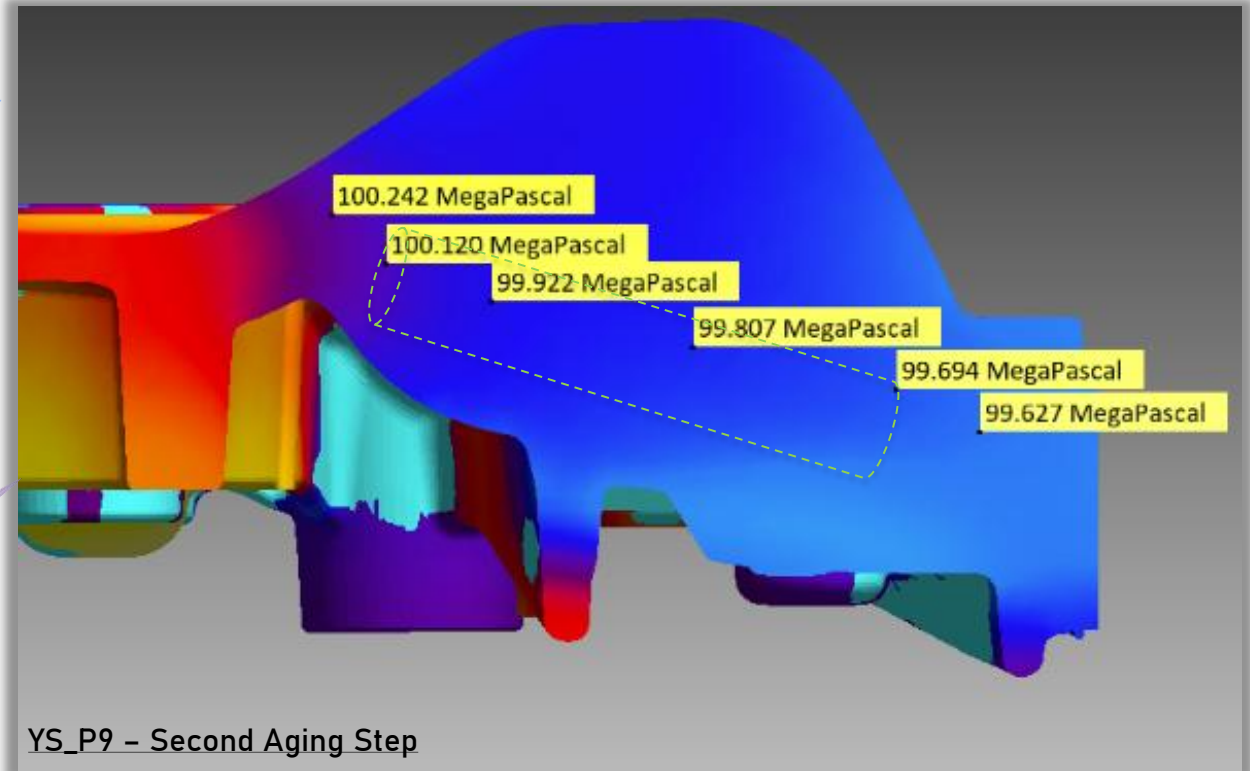 100.242 MegaPascal
100.120 MegaPascal
99.922 MegaPascal
99.807 MegaPascal
99.694 MegaPascal
99.627 MegaPascal
YS_P9 – Second Aging Step